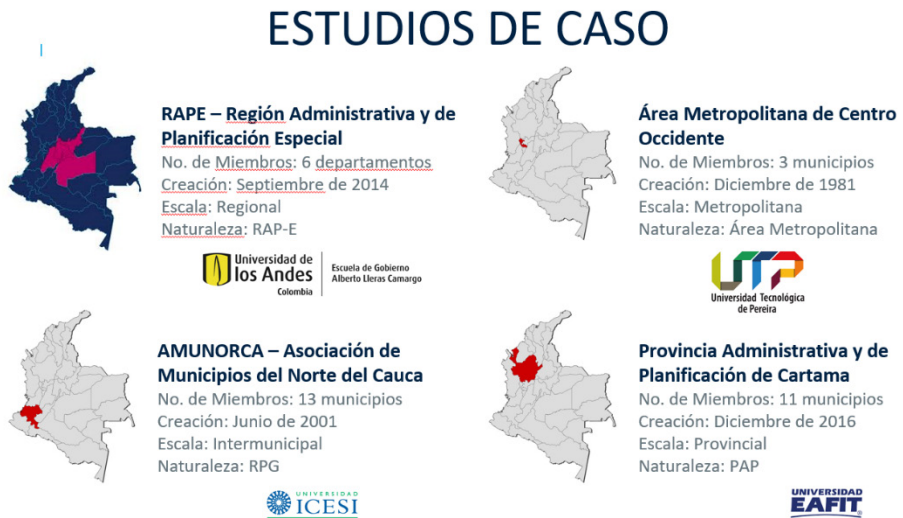 ESTUDIOS DE CASO
RAPE – Región Administrativa y de
Planificación Especial
No. de Miembros: 6 departamentos
Creación: Septiembre de 2014
Escala: Regional
Naturaleza: RAP-E
Universidad de
los Andes
Colombia
Escuela de Gobierno
Alberto Lleras Camargo
Área Metropolitana de Centro
Occidente
No. de Miembros: 3 municipios
Creación: Diciembre de 1981
Escala: Metropolitana
Naturaleza: Área Metropolitana
UTP
Universidad Tecnológica
de Pereira
AMUNORCA – Asociación de
Municipios del Norte del Cauca
No. de Miembros: 13 municipios
Creación: Junio de 2001
Escala: Intermunicipal
Naturaleza: RPG
UNIVERSIDAD
ICESI
Provincia Administrativa y de
Planificación de Cartama
No. de Miembros: 11 municipios
Creación: Diciembre de 2016
Escala: Provincial
Naturaleza: PAP
UNIVERSIDAD
EAFIT